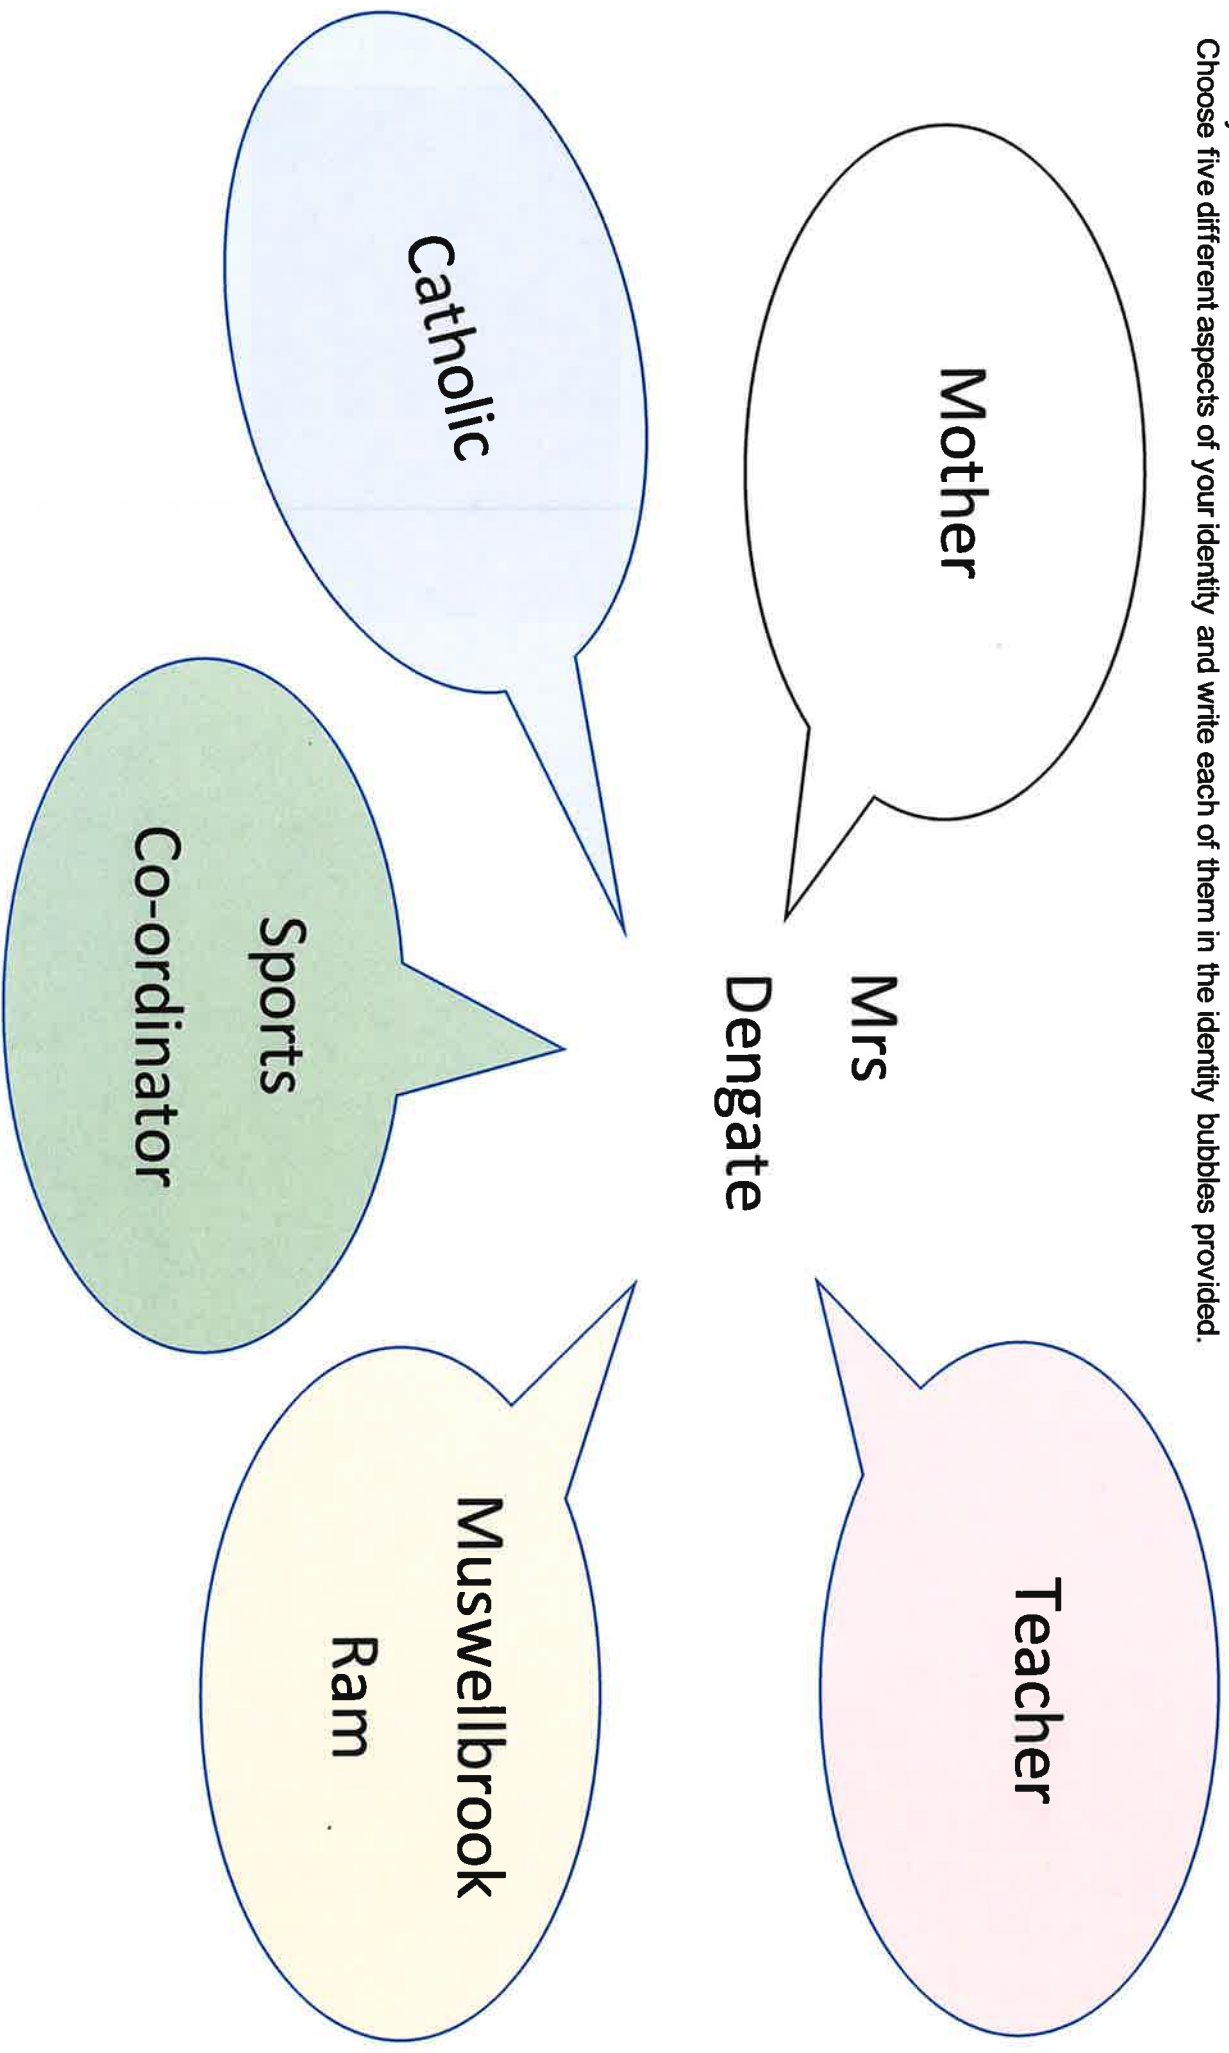 Choose five different aspects of your identity and write each of them in the identity bubbles provided.
Mother
Teacher
Mrs
Dengate
Catholic
Muswellbrook
Ram
Sports
Co-ordinator